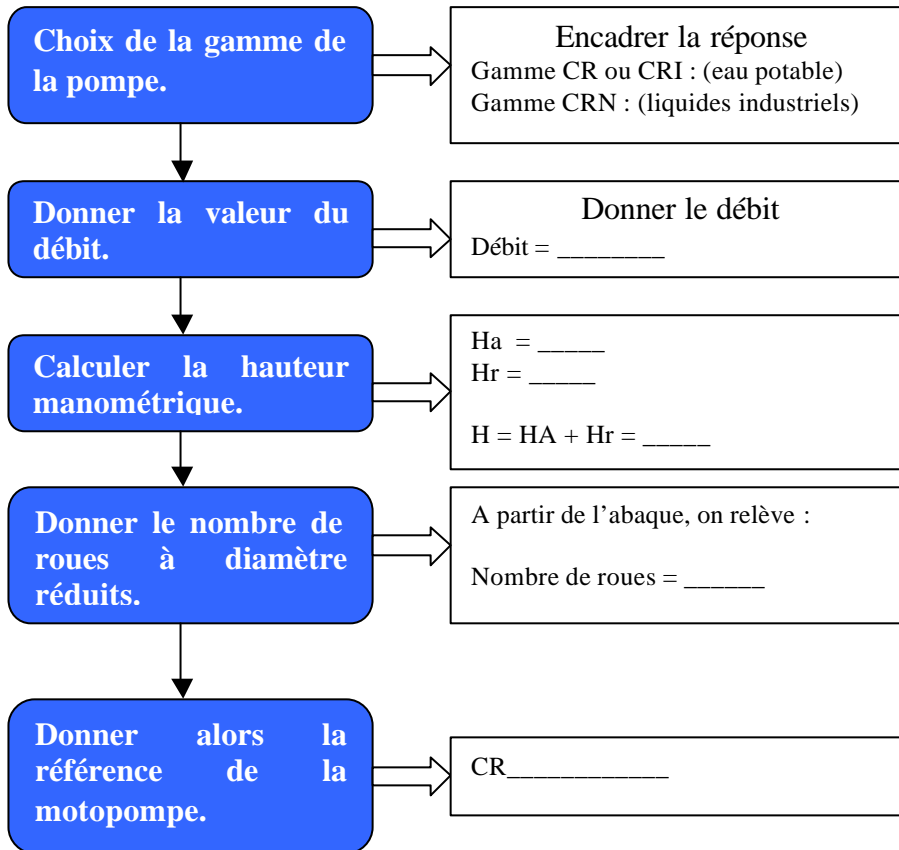 Choix de la gamme de
la pompe.
Encadrer la réponse
Gamme CR ou CRI : (eau potable)
Gamme CRN : (liquides industriels)
Donner la valeur du
débit.
Donner le débit
Débit = ________
Calculer la hauteur
manométrique.
Ha = _____
Hr = _____
H = HA + Hr = _____
Donner le nombre de
roues à diamètre
réduits.
A partir de l’abaque, on relève :
Nombre de roues = ______
Donner alors la
référence de la
motopompe.
CR____________